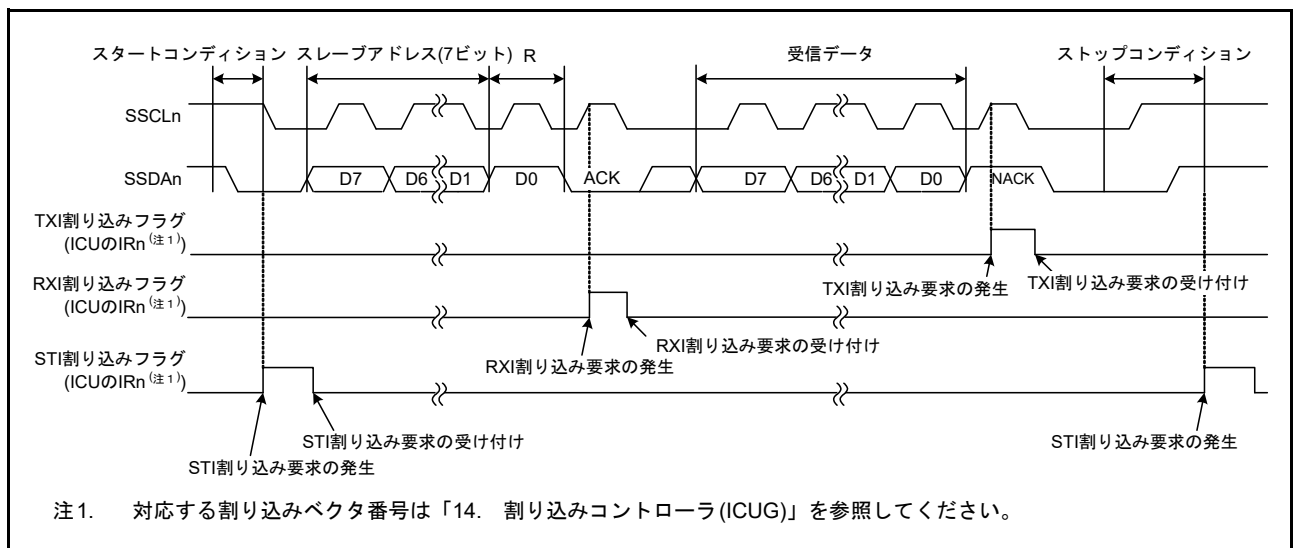 スタートコンディション スレーブアドレス(7ビット) R 受信データ ストップコンディション
SSCLn
SSDAn D7 D6 D1 D0 ACK D7 D6 D1 D0 NACK
TXI割り込みフラグ
(ICUのIRn(注1))
TXI割り込み要求の発生 TXI割り込み要求の受け付け
RXI割り込みフラグ
(ICUのIRn(注1))
RXI割り込み要求の発生 RXI割り込み要求の受け付け
STI割り込みフラグ
(ICUのIRn(注1))
STI割り込み要求の受け付け STI割り込み要求の発生
STI割り込み要求の発生
注1. 対応する割り込みベクタ番号は「14. 割り込みコントローラ(ICUG)」を参照してください。